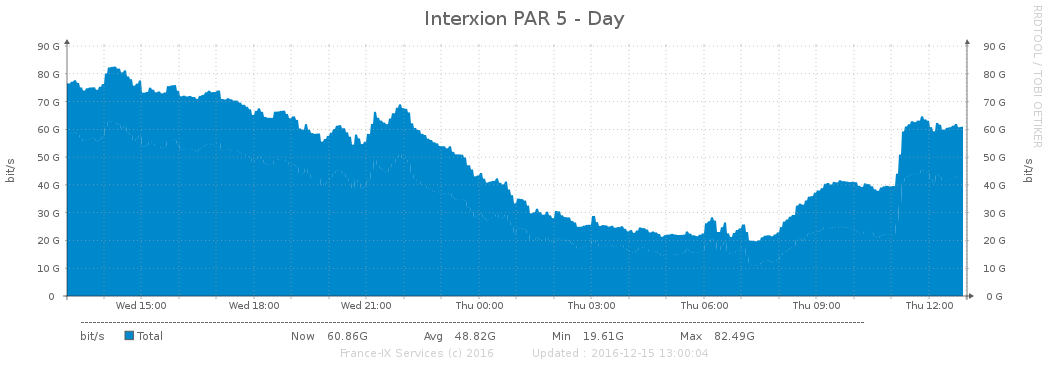 Interxion PAR 5 - Day
RRDTOOL / TOBI OETIKER
bit/s
90 G 90 G
80 G 80 G
70 G 70 G
60 G 60 G
50 G 50 G
40 G 40 G
30 G 30 G
20 G 20 G
10 G 10 G
0 0 G
bit/s
Wed 15:00 Wed 18:00 Wed 21:00 Thu 00:00 Thu 03:00 Thu 06:00 Thu 09:00 Thu 12:00
bit/s Total Now 60.86G Avg 48.82G Min 19.61G Max 82.49G
France-IX Services (c) 2016 Updated : 2016-12-15 13:00:04